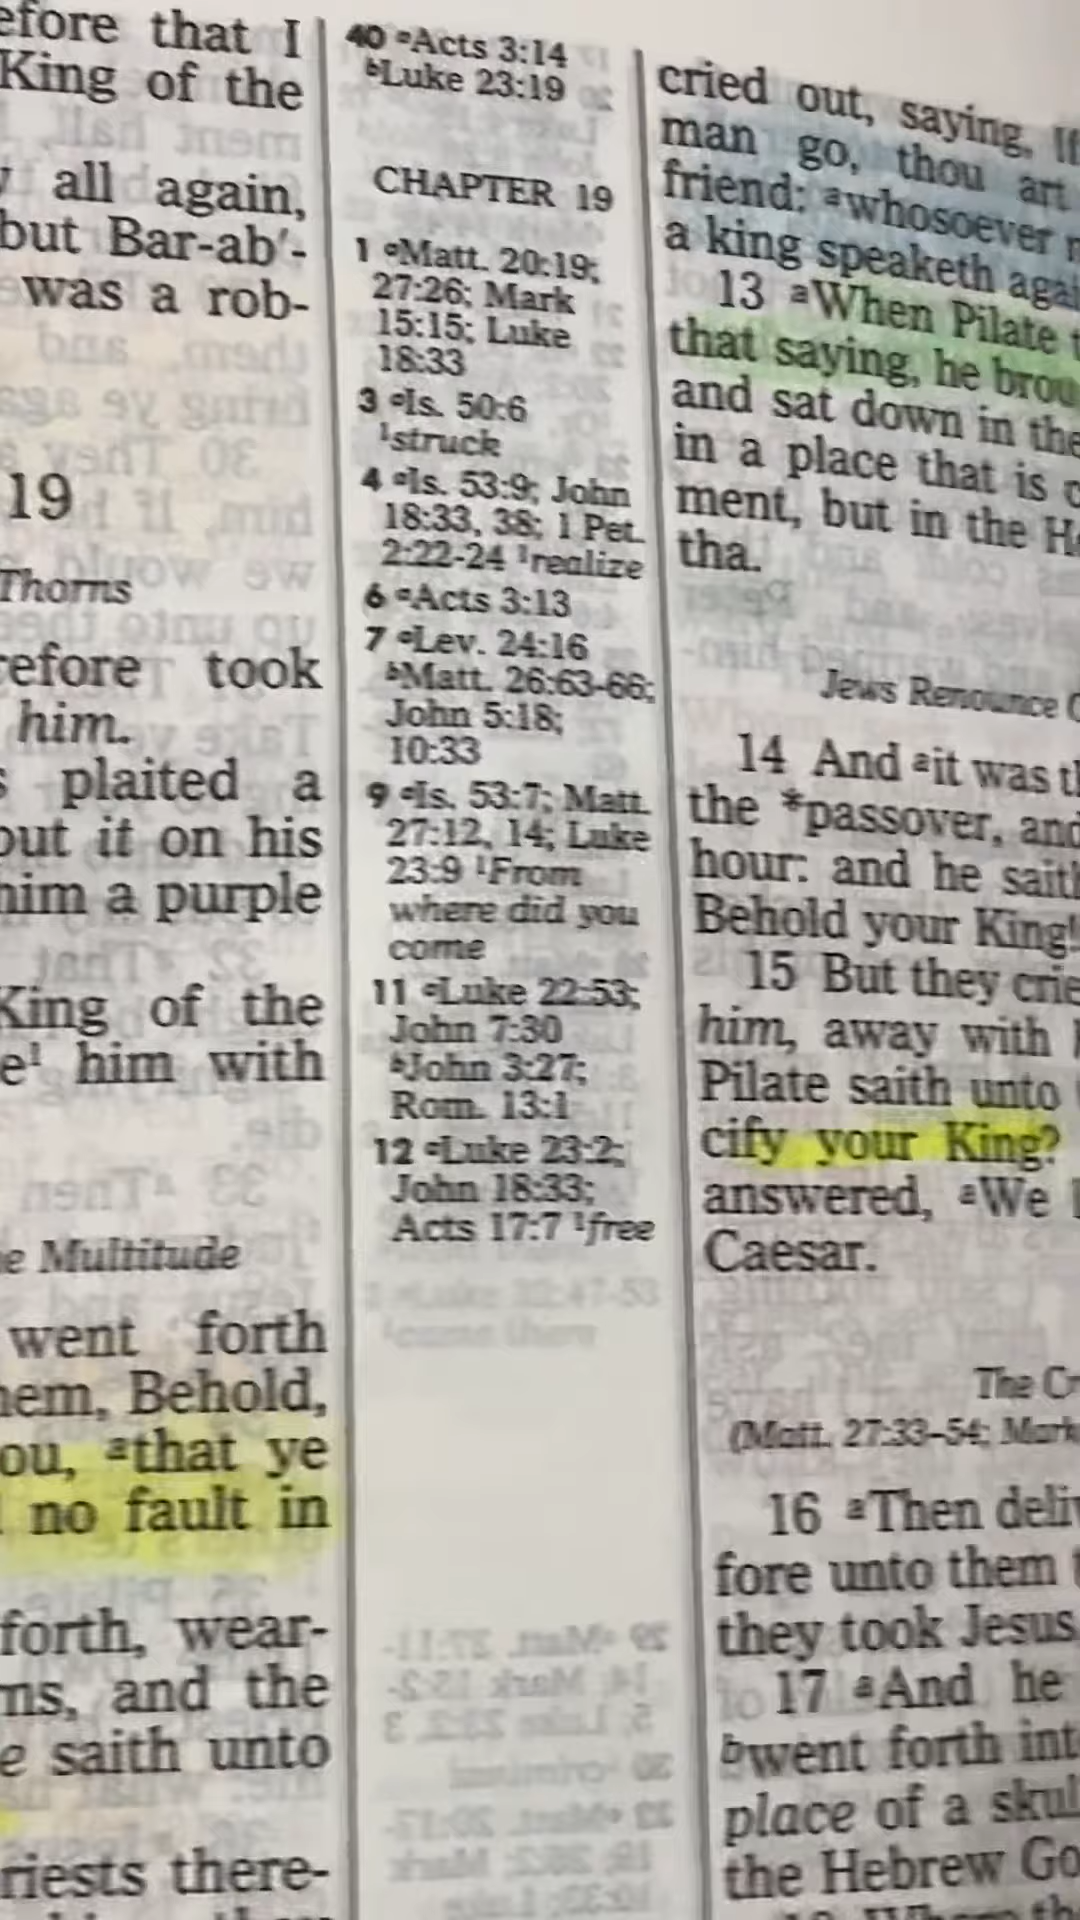 efore that I
King of the
all again,
but Bar-ab′-
was a rob-
19
Thorns
refore took
him.
plaited a
put it on his
him a purple
King of the
e¹ him with
e Multitude
went forth
hem, Behold,
ou, ᵃthat ye
no fault in
forth, wear-
ns, and the
e saith unto
riests there-
40 ᵃActs 3:14
ᵇLuke 23:19
CHAPTER 19
1 ᵃMatt. 20:19;
27:26; Mark
15:15; Luke
18:33
3 ᵃIs. 50:6
¹struck
4 ᵃIs. 53:9; John
18:33, 38; 1 Pet.
2:22-24 ¹realize
6 ᵃActs 3:13
7 ᵃLev. 24:16
ᵇMatt. 26:63-66;
John 5:18;
10:33
9 ᵃIs. 53:7; Matt.
27:12, 14; Luke
23:9 ¹From
where did you
come
11 ᵃLuke 22:53;
John 7:30
ᵇJohn 3:27;
Rom. 13:1
12 ᵃLuke 23:2;
John 18:33;
Acts 17:7 ¹free
cried out, saying, If
man go, thou art
friend: ᵃwhosoever
a king speaketh agai
13 ᵃWhen Pilate
that saying, he brou
and sat down in the
in a place that is
ment, but in the He
tha.
Jews Renounce
14 And ᵃit was th
the *passover, and
hour: and he saith
Behold your King!
15 But they crie
him, away with
Pilate saith unto
cify your King?
answered, ᵃWe
Caesar.
The Cr
(Matt. 27:33–54; Mark
16 ᵃThen deliv
fore unto them
they took Jesus
17 ᵃAnd he
ᵇwent forth int
place of a skul
the Hebrew Go